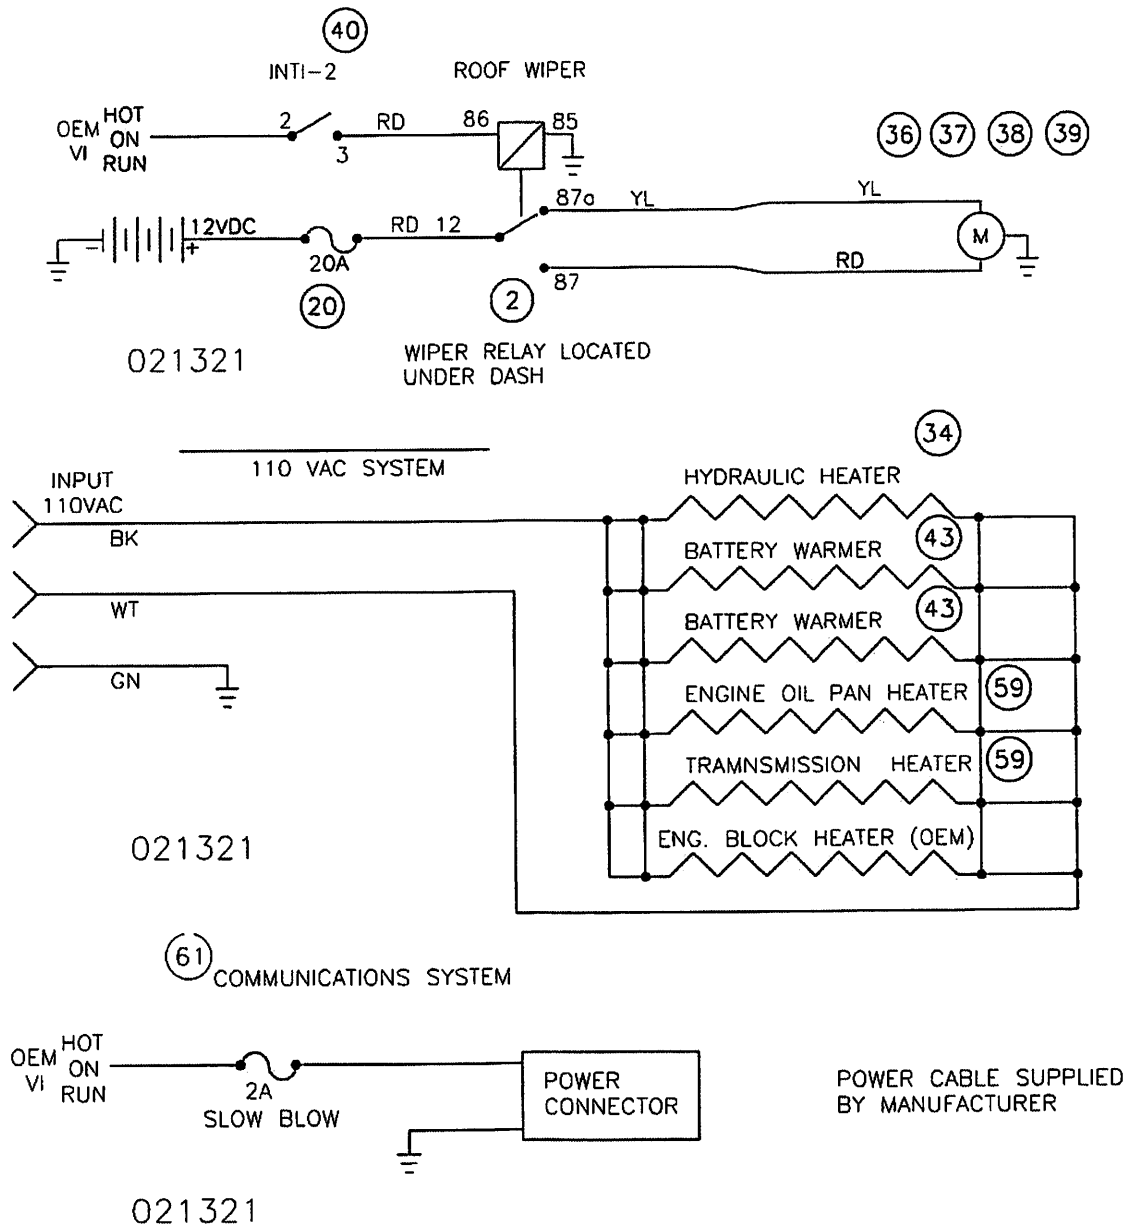 40
INTI-2
ROOF WIPER
OEM VI
HOT ON RUN
2
3
RD
86
85
36 37 38 39
12VDC
-
+
20A
20
RD 12
87a
YL
YL
M
87
RD
2
WIPER RELAY LOCATED
UNDER DASH
021321
110 VAC SYSTEM
34
INPUT
110VAC
BK
WT
GN
HYDRAULIC HEATER
43
BATTERY WARMER
43
BATTERY WARMER
59
ENGINE OIL PAN HEATER
59
TRAMNSMISSION HEATER
ENG. BLOCK HEATER (OEM)
021321
61
COMMUNICATIONS SYSTEM
OEM VI
HOT ON RUN
2A
SLOW BLOW
POWER
CONNECTOR
POWER CABLE SUPPLIED
BY MANUFACTURER
021321